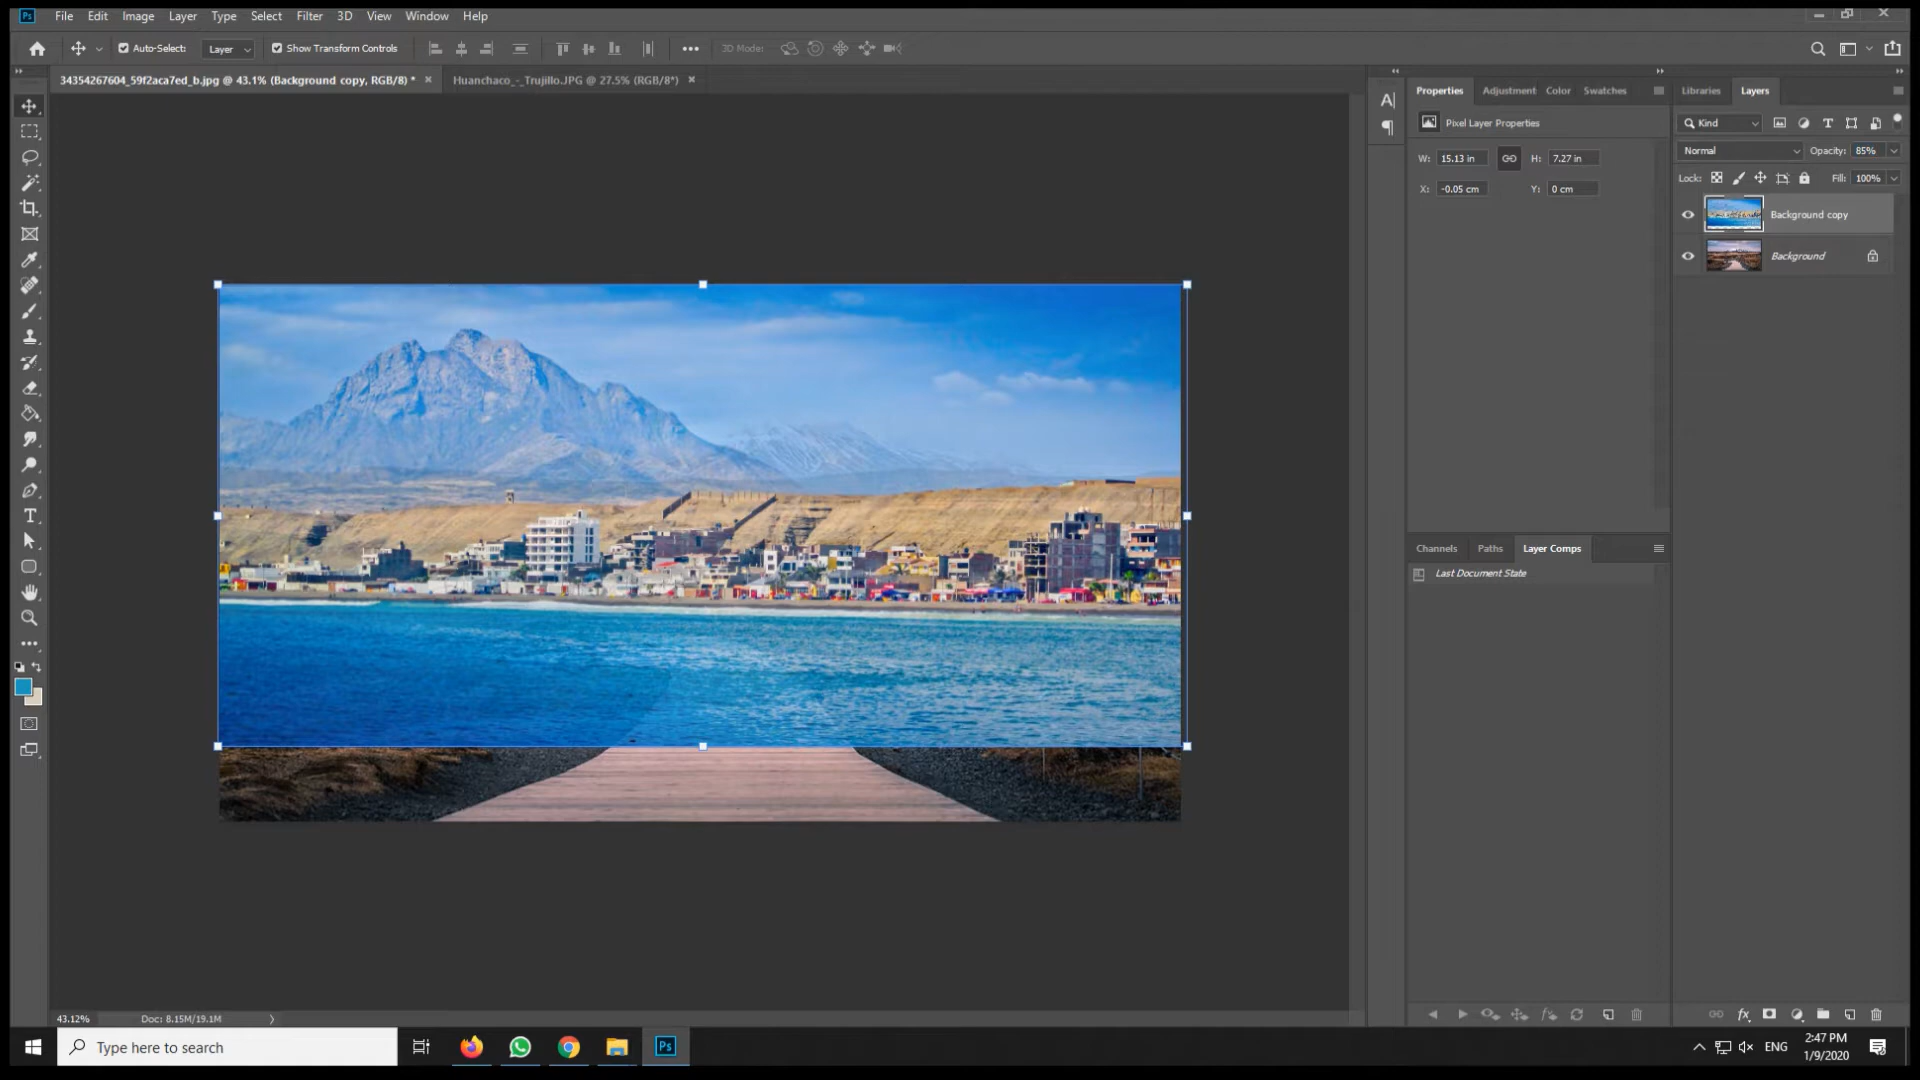 Ps File Edit Image Layer Type Select Filter 3D View Window Help
Auto-Select: Layer Show Transform Controls 3D Mode:
34354267604_59f2aca7ed_b.jpg @ 43.1% (Background copy, RGB/8) * Huanchaco_-_Trujillo.JPG @ 27.5% (RGB/8*)
Properties Adjustment Color Swatches
Libraries Layers
Pixel Layer Properties
Kind
W: 15.13 in H: 7.27 in
Normal Opacity: 85%
X: -0.05 cm Y: 0 cm
Lock: Fill: 100%
Background copy
Background
Channels Paths Layer Comps
Last Document State
43.12% Doc: 8.15M/19.1M
Type here to search
Ps
ENG
2:47 PM
1/9/2020